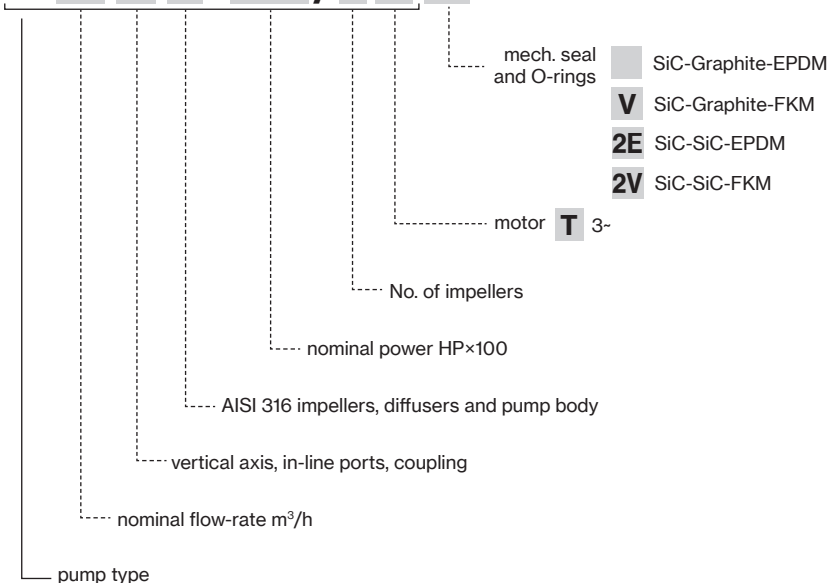 mech. seal
and O-rings
SiC-Graphite-EPDM
V SiC-Graphite-FKM
2E SiC-SiC-EPDM
2V SiC-SiC-FKM
motor T 3~
No. of impellers
nominal power HP×100
AISI 316 impellers, diffusers and pump body
vertical axis, in-line ports, coupling
nominal flow-rate m³/h
pump type